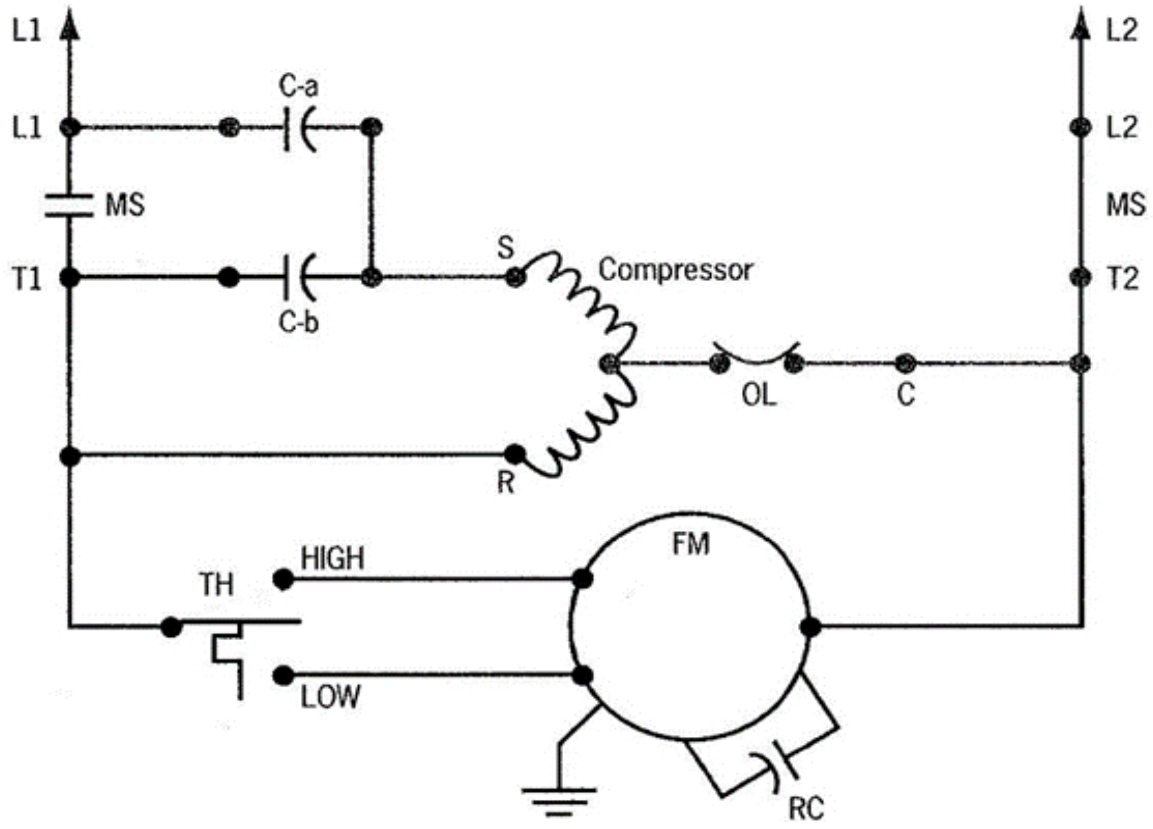 L1
L2
C-a
L1
L2
MS
MS
S
Compressor
T1
T2
C-b
OL
C
R
FM
HIGH
TH
LOW
RC